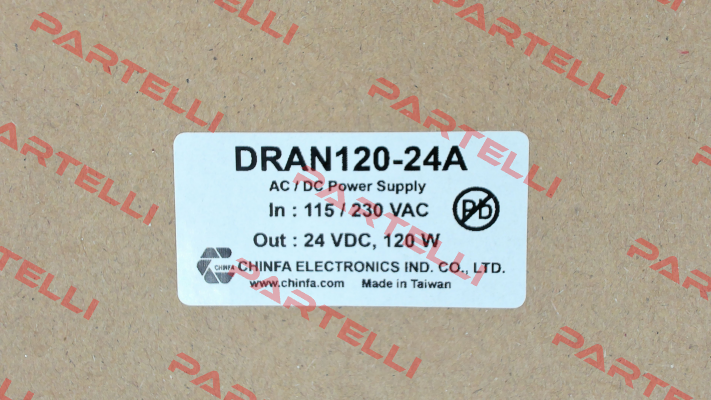 PARTELLI
DRAN120-24A
AC / DC Power Supply
In : 115 / 230 VAC
Pb
Out : 24 VDC, 120 W
CHINFA
CHINFA ELECTRONICS IND. CO., LTD.
www.chinfa.com Made in Taiwan
PARTELLI
PARTELLI
PARTELLI
PARTELLI
PARTELLI
PARTELLI